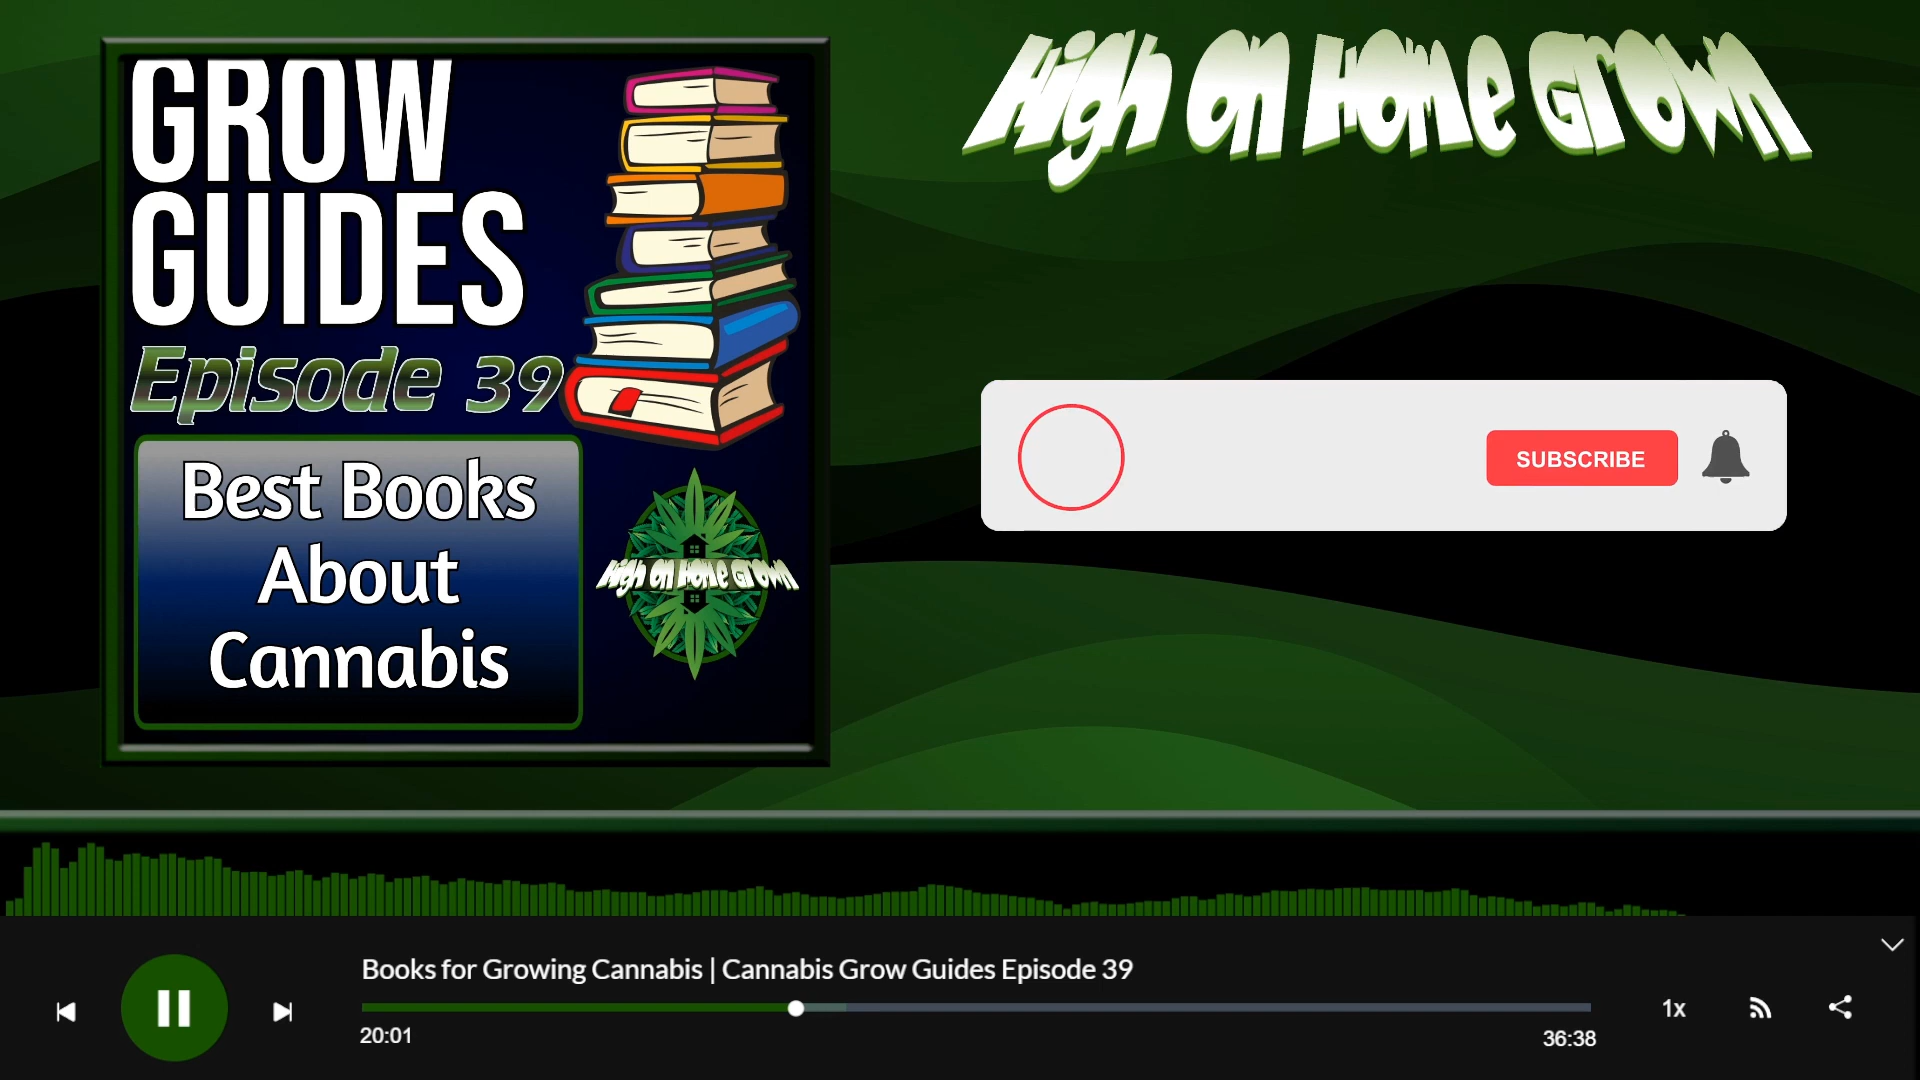 GROW
GUIDES
Episode 39
Best Books
About
Cannabis
High on Home Grown
High On Home Grown
SUBSCRIBE
Books for Growing Cannabis | Cannabis Grow Guides Episode 39
20:01
36:38
1x